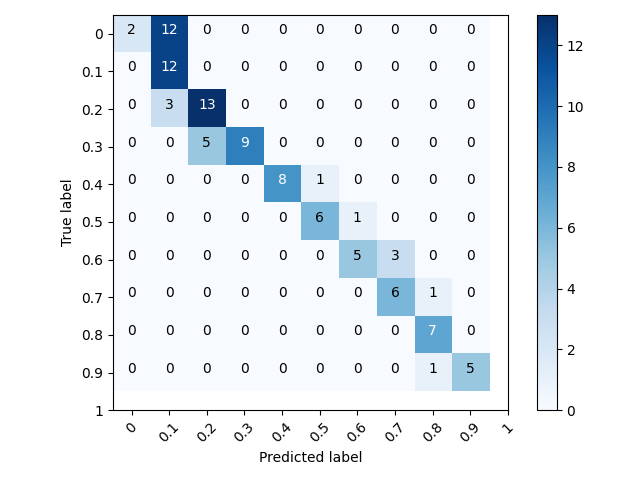 0 2 12 0 0 0 0 0 0 0 0
0.1 0 12 0 0 0 0 0 0 0 0
0.2 0 3 13 0 0 0 0 0 0 0
0.3 0 0 5 9 0 0 0 0 0 0
0.4 0 0 0 0 8 1 0 0 0 0
0.5 0 0 0 0 0 6 1 0 0 0
0.6 0 0 0 0 0 0 5 3 0 0
0.7 0 0 0 0 0 0 0 6 1 0
0.8 0 0 0 0 0 0 0 0 7 0
0.9 0 0 0 0 0 0 0 0 1 5
1
0 0.1 0.2 0.3 0.4 0.5 0.6 0.7 0.8 0.9 1
True label
Predicted label
12
10
8
6
4
2
0